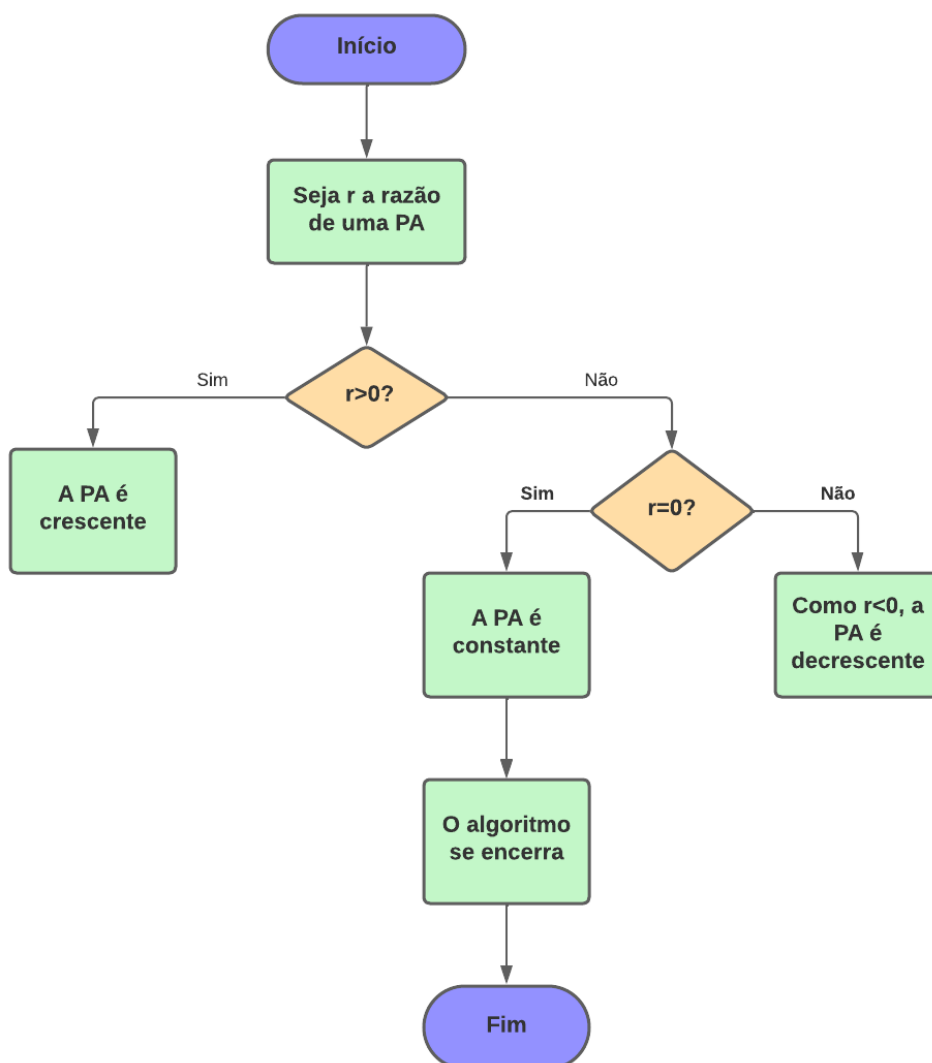 Início
Seja r a razão
de uma PA
r>0?
Sim
Não
A PA é
crescente
r=0?
Sim
Não
A PA é
constante
Como r<0, a
PA é
decrescente
O algoritmo
se encerra
Fim